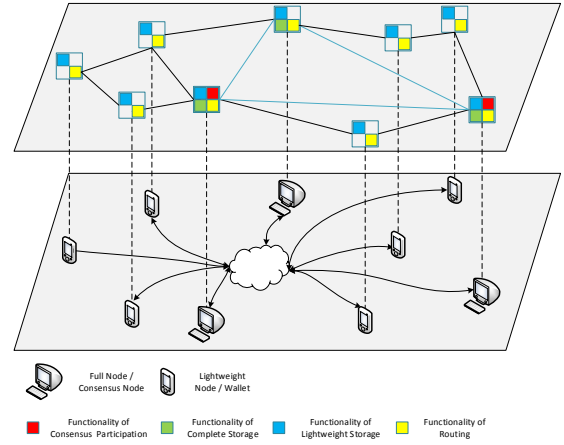 Full Node /
Consensus Node
Lightweight
Node / Wallet
Functionality of
Consensus Participation
Functionality of
Complete Storage
Functionality of
Lightweight Storage
Functionality of
Routing